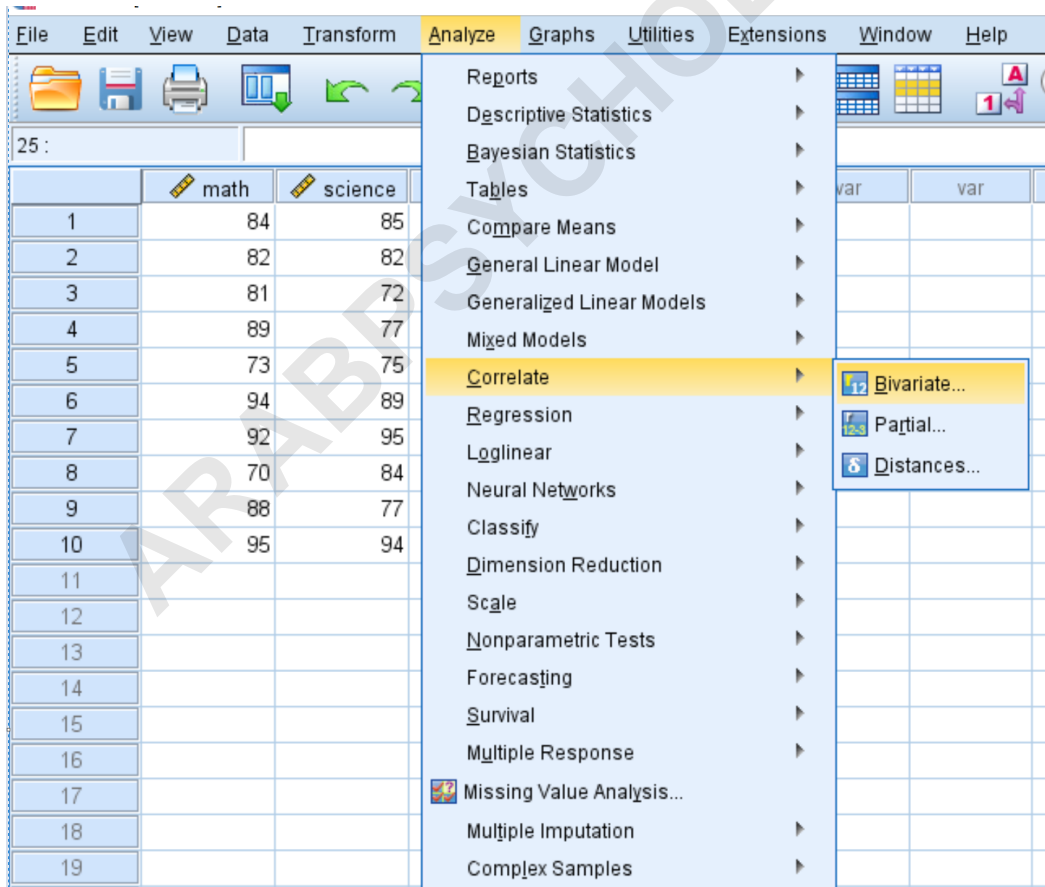 File Edit View Data Transform Analyze Graphs Utilities Extensions Window Help
A
1
25 :
math science var var
1 84 85
2 82 82
3 81 72
4 89 77
5 73 75
6 94 89
7 92 95
8 70 84
9 88 77
10 95 94
11
12
13
14
15
16
17
18
19
Reports
Descriptive Statistics
Bayesian Statistics
Tables
Compare Means
General Linear Model
Generalized Linear Models
Mixed Models
Correlate
Regression
Loglinear
Neural Networks
Classify
Dimension Reduction
Scale
Nonparametric Tests
Forecasting
Survival
Multiple Response
Missing Value Analysis...
Multiple Imputation
Complex Samples
12 Bivariate...
12-3 Partial...
δ Distances...
ARABPSYCHO